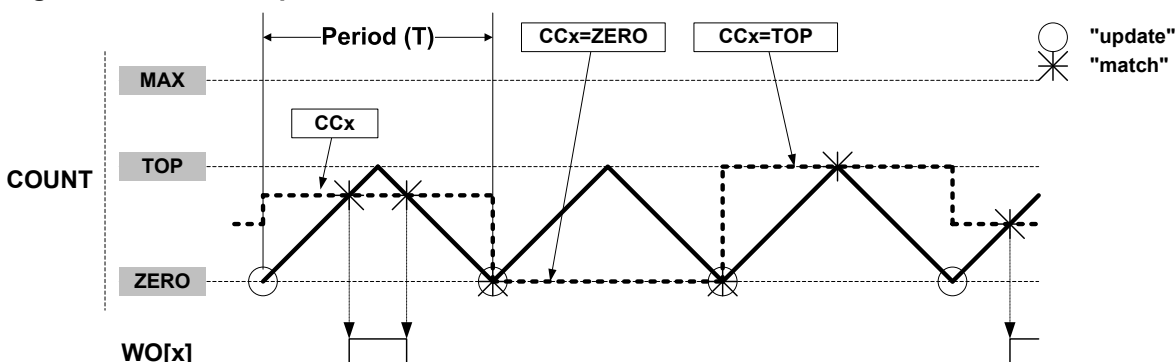 Period (T)
CCx=ZERO
CCx=TOP
"update"
"match"
MAX
CCx
TOP
COUNT
ZERO
WO[x]